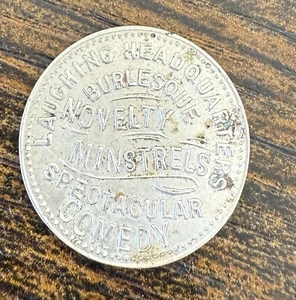 LAUGHING HEADQUARTERS
BURLESQUE
NOVELTY
MINSTRELS
SPECTACULAR
COMEDY